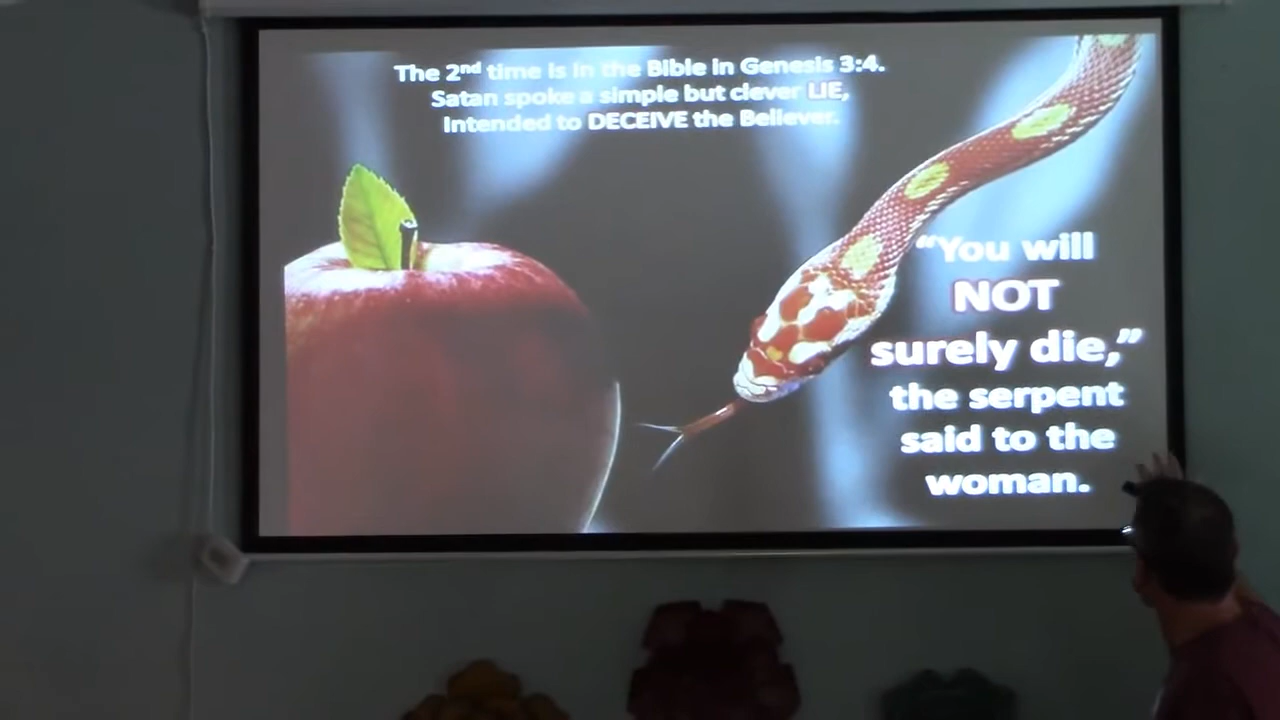 The 2nd time is in the Bible in Genesis 3:4.
Satan spoke a simple but clever LIE,
Intended to DECEIVE the Believer.
“You will
NOT
surely die,”
the serpent
said to the
woman.